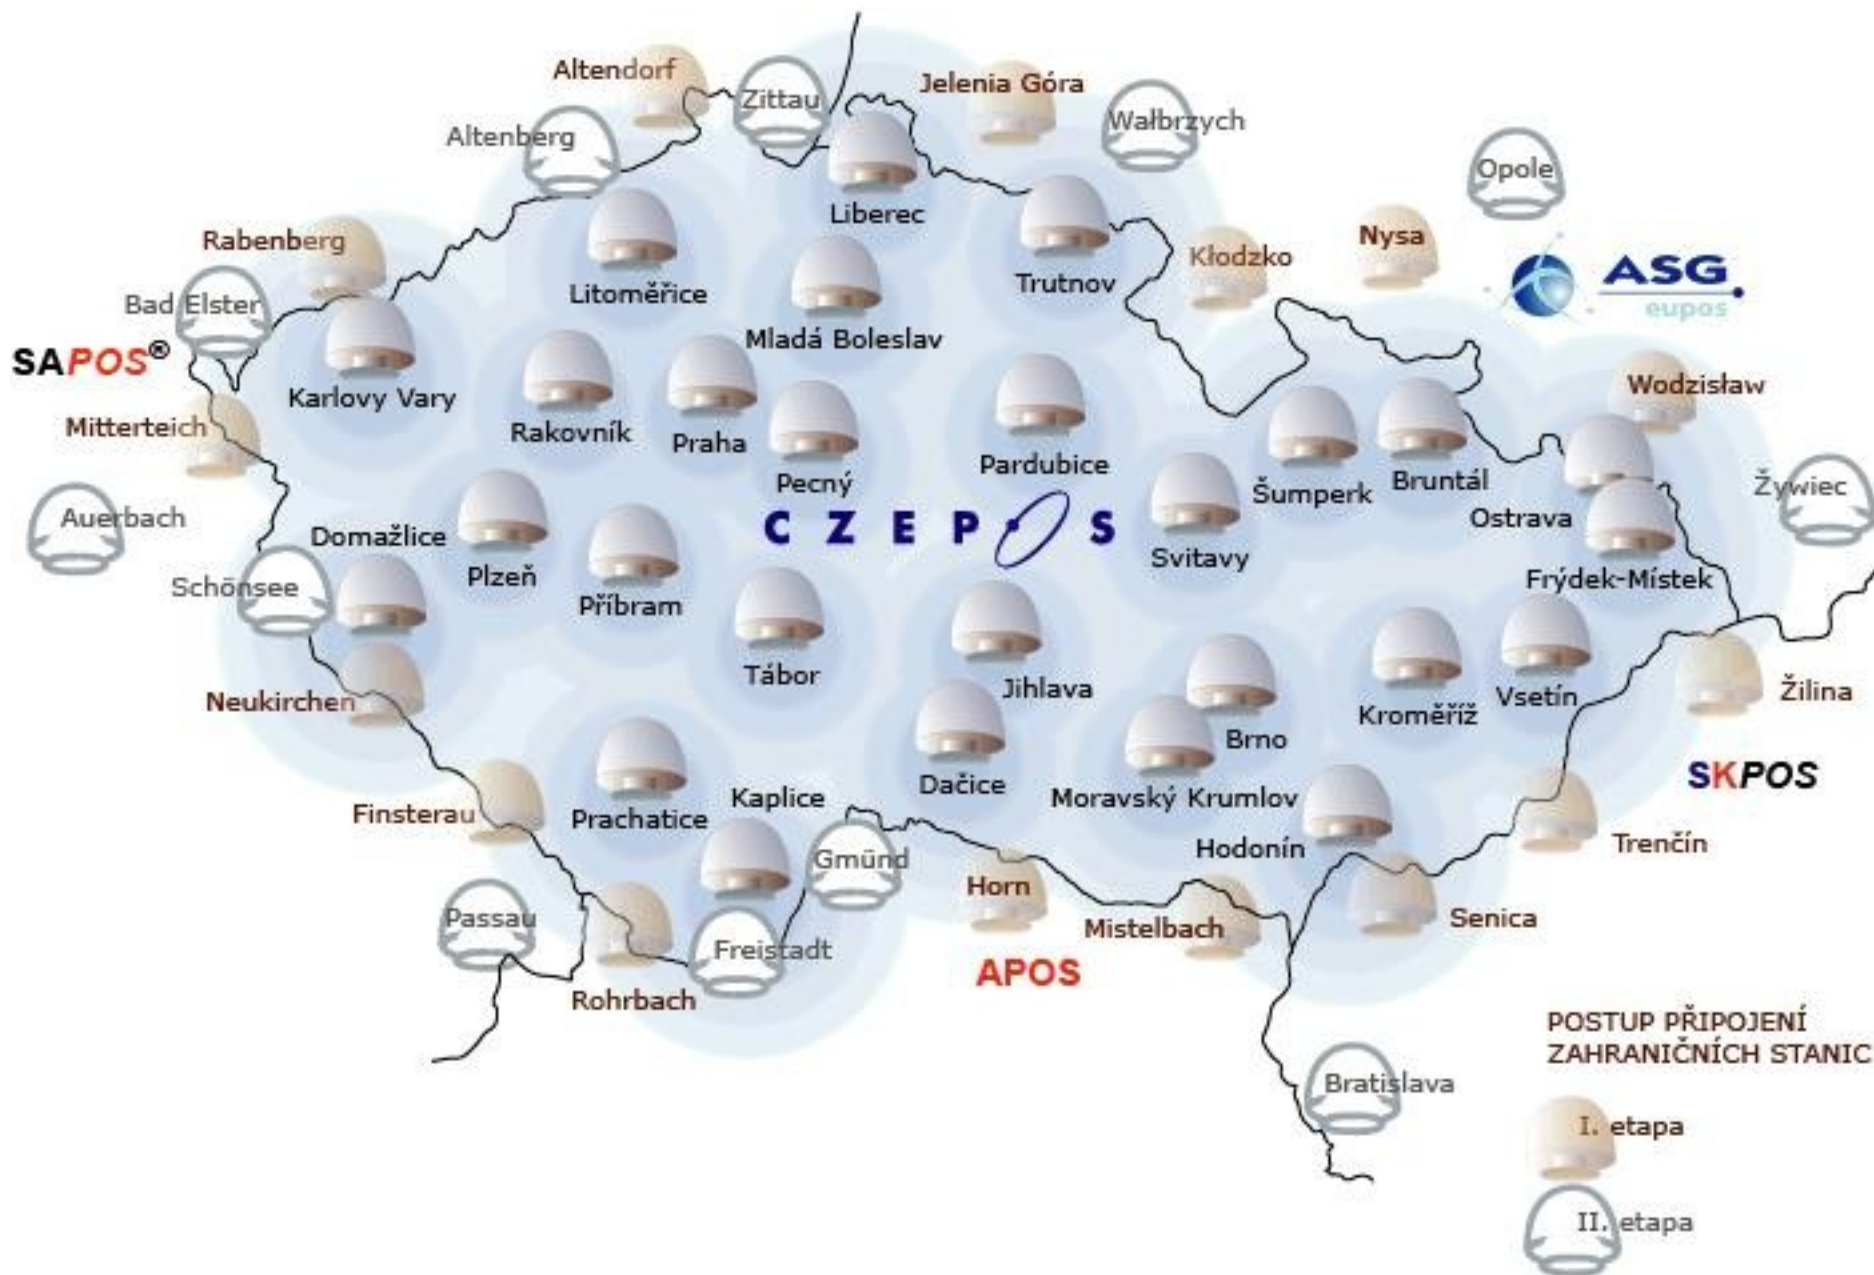 Altendorf
Zittau
Jelenia Góra
Wałbrzych
Altenberg
Opole
Liberec
Rabenberg
Nysa
Kłodzko
Trutnov
Litoměřice
ASG
eupos
Bad Elster
Mladá Boleslav
SAPOS®
Karlovy Vary
Wodzisław
Mitterteich
Rakovník
Praha
Pardubice
Pecný
Šumperk
Bruntál
Žywiec
Auerbach
Ostrava
CZEPOS
Domažlice
Svitavy
Plzeň
Frýdek-Místek
Schönsee
Příbram
Tábor
Jihlava
Vsetín
Žilina
Neukirchen
Kroměříž
Brno
SKPOS
Dačice
Kaplice
Moravský Krumlov
Finsterau
Prachatice
Trenčín
Hodonín
Gmünd
Horn
Passau
Mistelbach
Senica
Freistadt
APOS
Rohrbach
POSTUP PŘIPOJENÍ
ZAHRANIČNÍCH STANIC
Bratislava
I. etapa
II. etapa